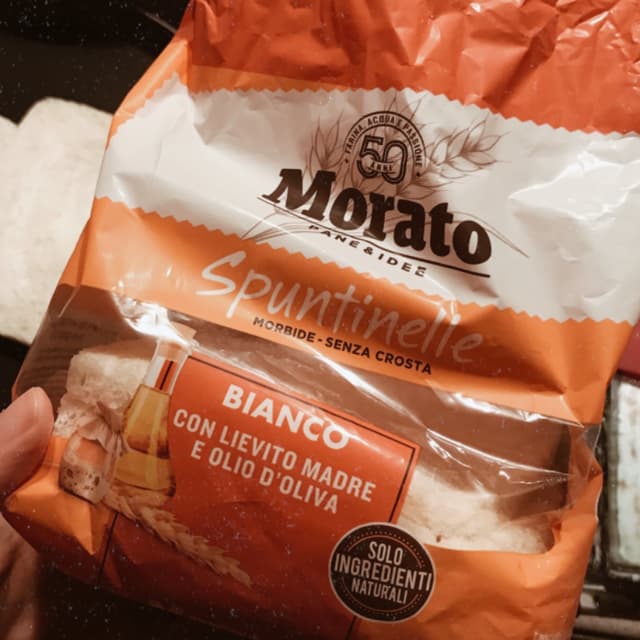 FARINA ACQUA E PASSIONE
50
ANNI
Morato
PANE & IDEE
Spuntinelle
MORBIDE - SENZA CROSTA
BIANCO
CON LIEVITO MADRE
E OLIO D'OLIVA
SOLO
INGREDIENTI
NATURALI